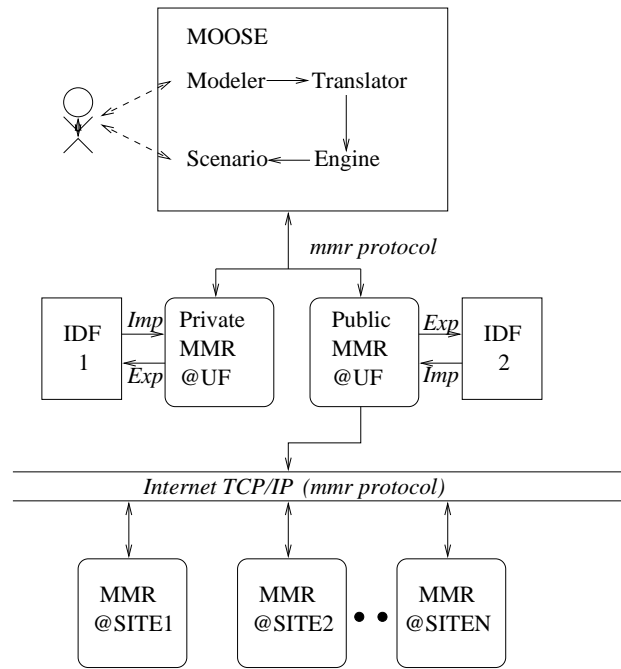 MOOSE
Modeler Translator
Scenario Engine
mmr protocol
IDF
1
Imp
Exp
Private
MMR
@UF
Public
MMR
@UF
Exp
Imp
IDF
2
Internet TCP/IP (mmr protocol)
MMR
@SITE1
MMR
@SITE2
MMR
@SITEN